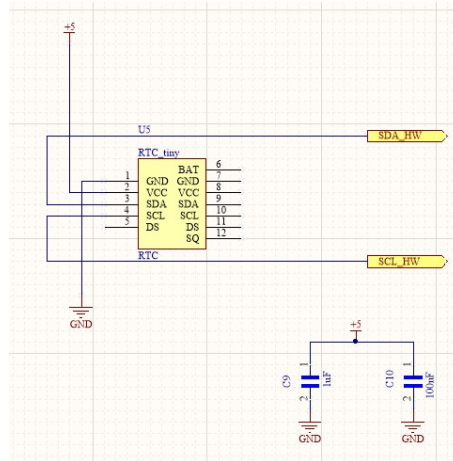 +5
U5
SDA_HW
RTC_tiny
BAT 6
1 GND GND 7
2 VCC VCC 8
3 SDA SDA 9
4 SCL SCL 10
5 DS DS 11
SQ 12
RTC
SCL_HW
GND
+5
1 1
C9 1uF C10 100nF
2 2
GND GND